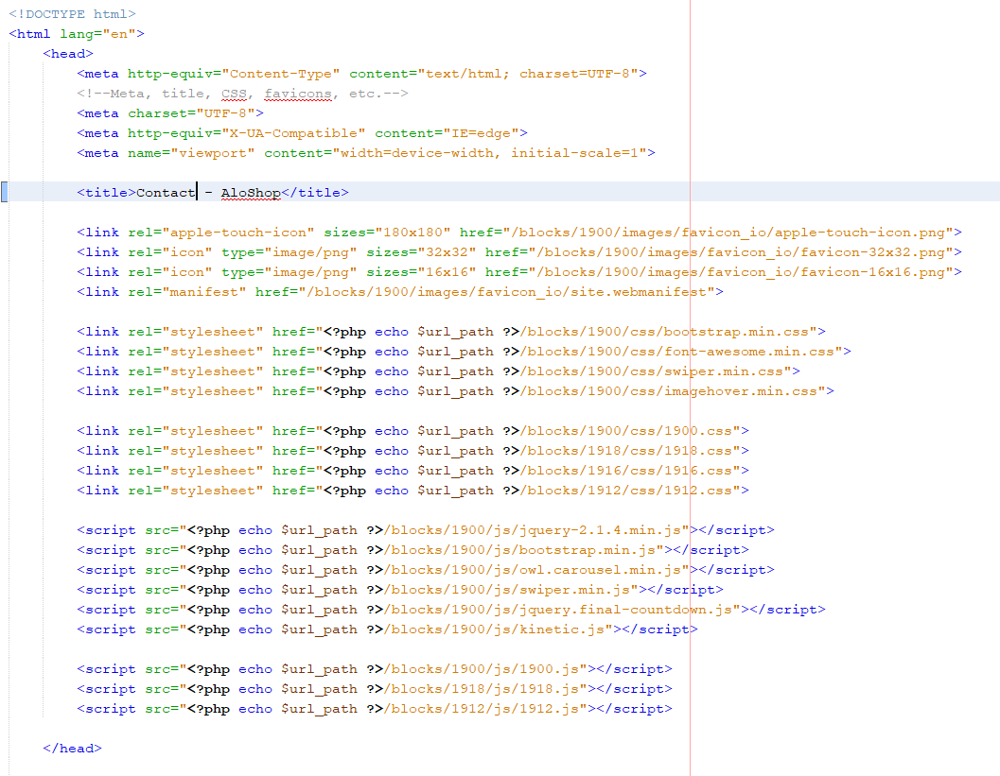 <!DOCTYPE html>
<html lang="en">
<head>
<meta http-equiv="Content-Type" content="text/html; charset=UTF-8">
<!--Meta, title, CSS, favicons, etc.-->
<meta charset="UTF-8">
<meta http-equiv="X-UA-Compatible" content="IE=edge">
<meta name="viewport" content="width=device-width, initial-scale=1">
<title>Contact - AloShop</title>
<link rel="apple-touch-icon" sizes="180x180" href="/blocks/1900/images/favicon_io/apple-touch-icon.png">
<link rel="icon" type="image/png" sizes="32x32" href="/blocks/1900/images/favicon_io/favicon-32x32.png">
<link rel="icon" type="image/png" sizes="16x16" href="/blocks/1900/images/favicon_io/favicon-16x16.png">
<link rel="manifest" href="/blocks/1900/images/favicon_io/site.webmanifest">
<link rel="stylesheet" href="<?php echo $url_path ?>/blocks/1900/css/bootstrap.min.css">
<link rel="stylesheet" href="<?php echo $url_path ?>/blocks/1900/css/font-awesome.min.css">
<link rel="stylesheet" href="<?php echo $url_path ?>/blocks/1900/css/swiper.min.css">
<link rel="stylesheet" href="<?php echo $url_path ?>/blocks/1900/css/imagehover.min.css">
<link rel="stylesheet" href="<?php echo $url_path ?>/blocks/1900/css/1900.css">
<link rel="stylesheet" href="<?php echo $url_path ?>/blocks/1918/css/1918.css">
<link rel="stylesheet" href="<?php echo $url_path ?>/blocks/1916/css/1916.css">
<link rel="stylesheet" href="<?php echo $url_path ?>/blocks/1912/css/1912.css">
<script src="<?php echo $url_path ?>/blocks/1900/js/jquery-2.1.4.min.js"></script>
<script src="<?php echo $url_path ?>/blocks/1900/js/bootstrap.min.js"></script>
<script src="<?php echo $url_path ?>/blocks/1900/js/owl.carousel.min.js"></script>
<script src="<?php echo $url_path ?>/blocks/1900/js/swiper.min.js"></script>
<script src="<?php echo $url_path ?>/blocks/1900/js/jquery.final-countdown.js"></script>
<script src="<?php echo $url_path ?>/blocks/1900/js/kinetic.js"></script>
<script src="<?php echo $url_path ?>/blocks/1900/js/1900.js"></script>
<script src="<?php echo $url_path ?>/blocks/1918/js/1918.js"></script>
<script src="<?php echo $url_path ?>/blocks/1912/js/1912.js"></script>
</head>